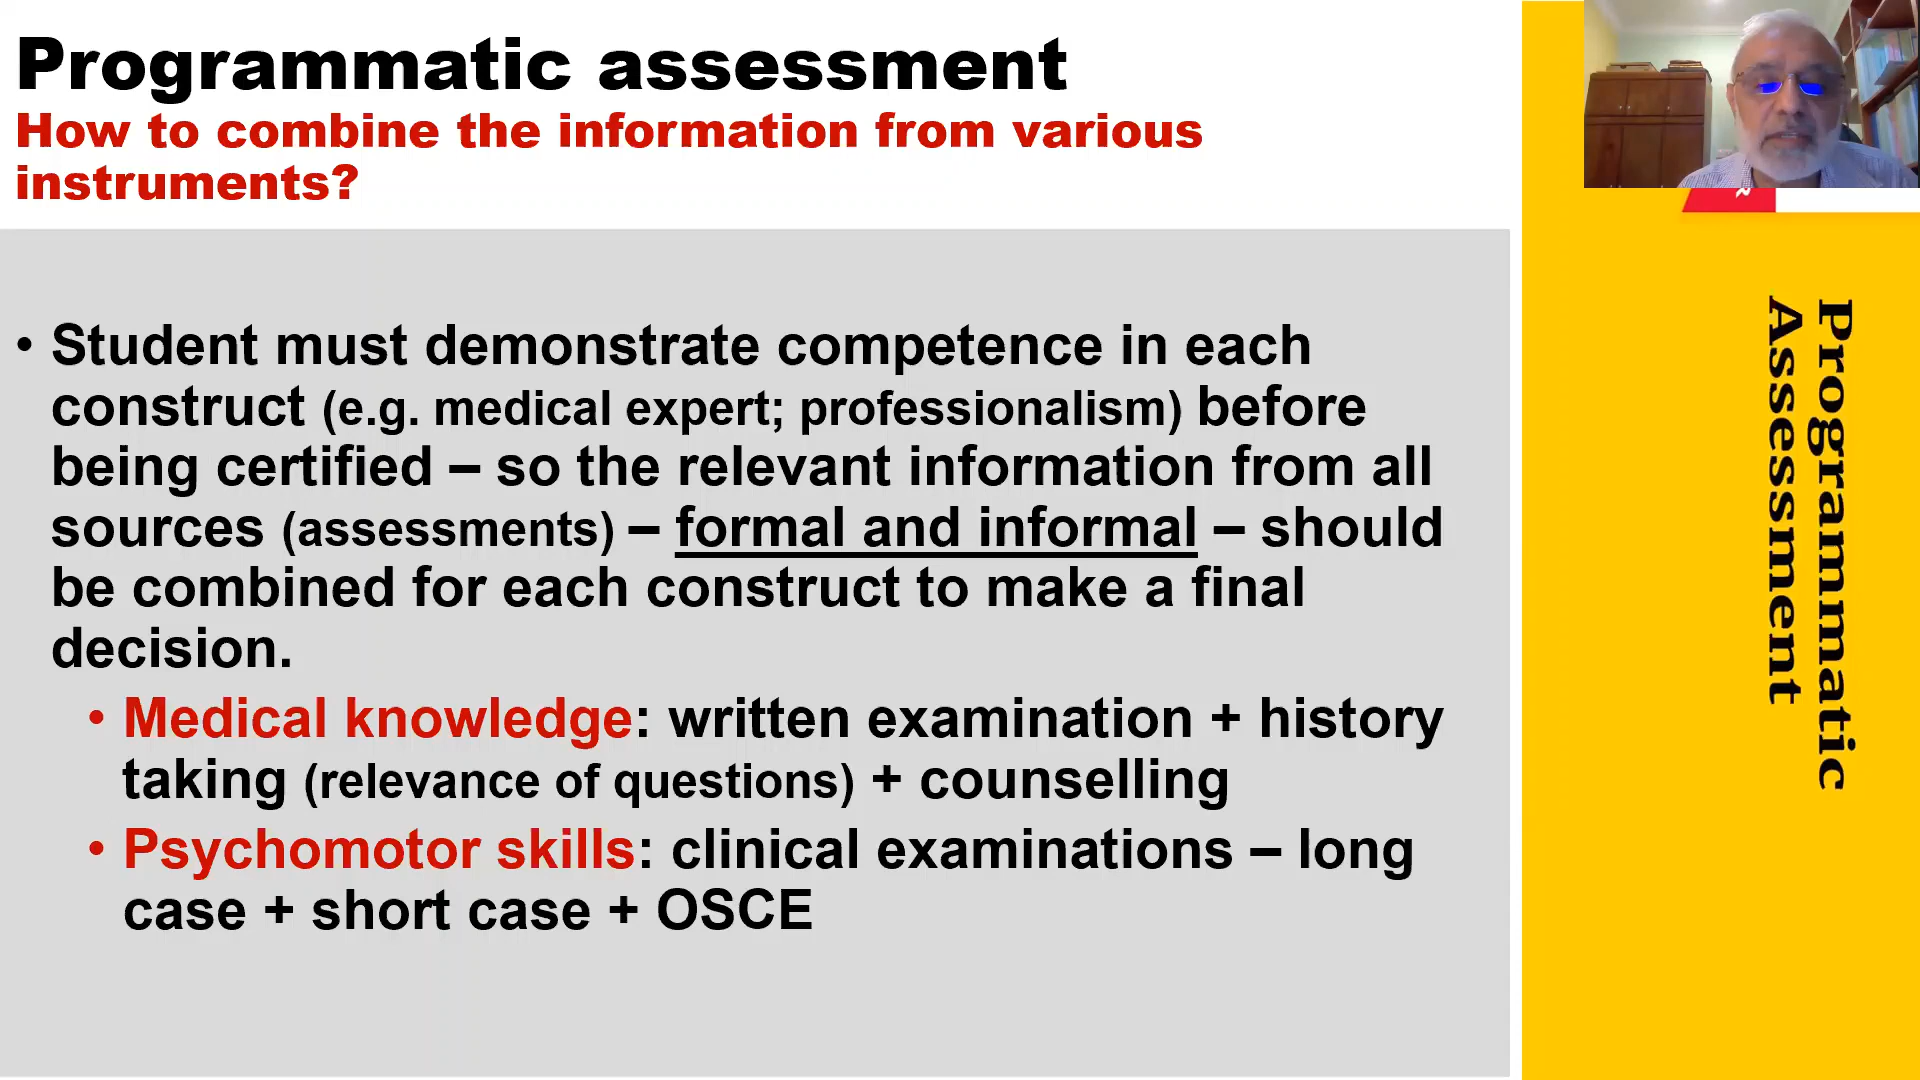 Programmatic assessment
How to combine the information from various
instruments?
• Student must demonstrate competence in each
construct (e.g. medical expert; professionalism) before
being certified – so the relevant information from all
sources (assessments) – formal and informal – should
be combined for each construct to make a final
decision.
• Medical knowledge: written examination + history
taking (relevance of questions) + counselling
• Psychomotor skills: clinical examinations – long
case + short case + OSCE
Programmatic
Assessment